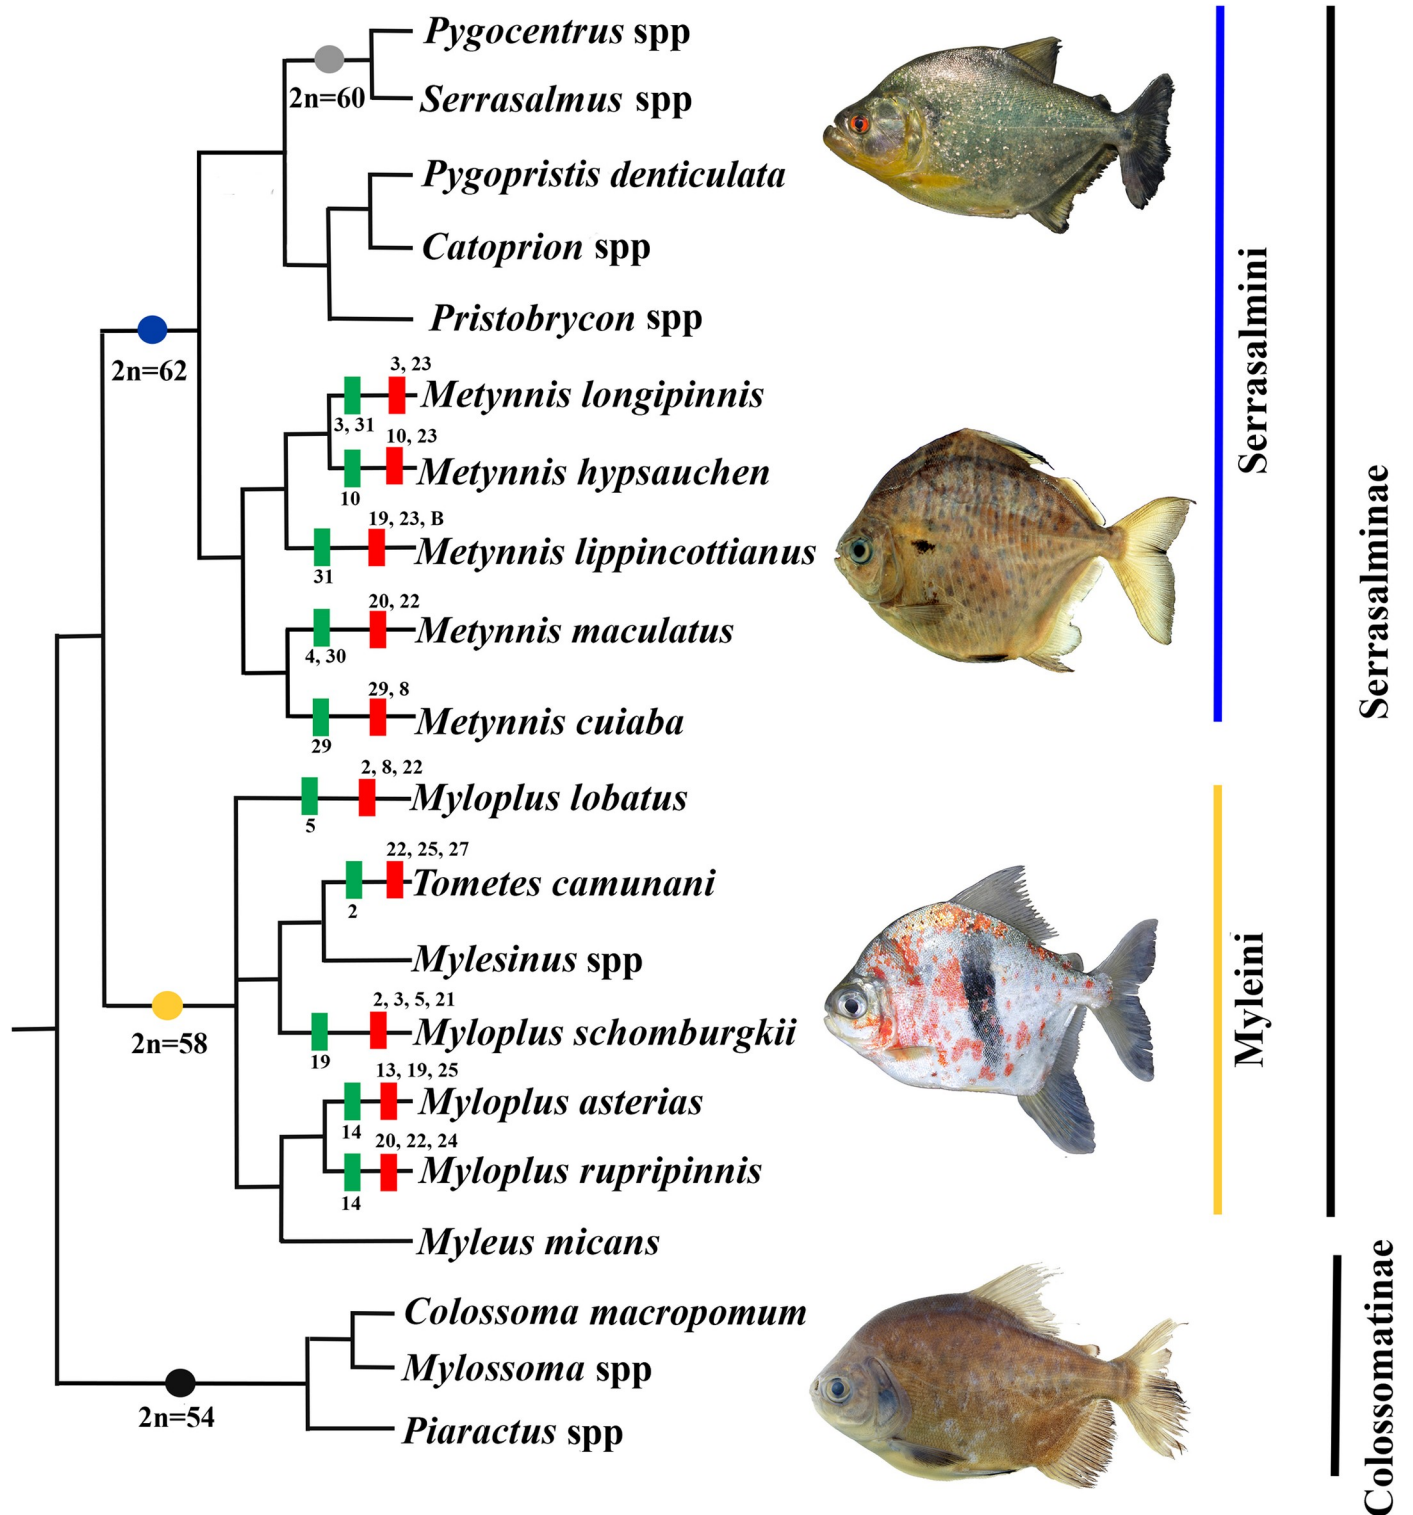 Pygocentrus spp
2n=60
Serrasalmus spp
Pygopristis denticulata
Catoprion spp
Pristobrycon spp
2n=62
3, 23
Metynnis longipinnis
3, 31
10, 23
Metynnis hypsauchen
10
19, 23, B
Metynnis lippincottianus
31
20, 22
Metynnis maculatus
4, 30
29, 8
Metynnis cuiaba
29
2, 8, 22
Myloplus lobatus
5
22, 25, 27
Tometes camunani
2
Mylesinus spp
2n=58
2, 3, 5, 21
Myloplus schomburgkii
19
13, 19, 25
Myloplus asterias
14
20, 22, 24
Myloplus rupripinnis
14
Myleus micans
Colossoma macropomum
Mylossoma spp
2n=54
Piaractus spp
Serrasalmini
Myleini
Serrasalminae
Colossomatinae